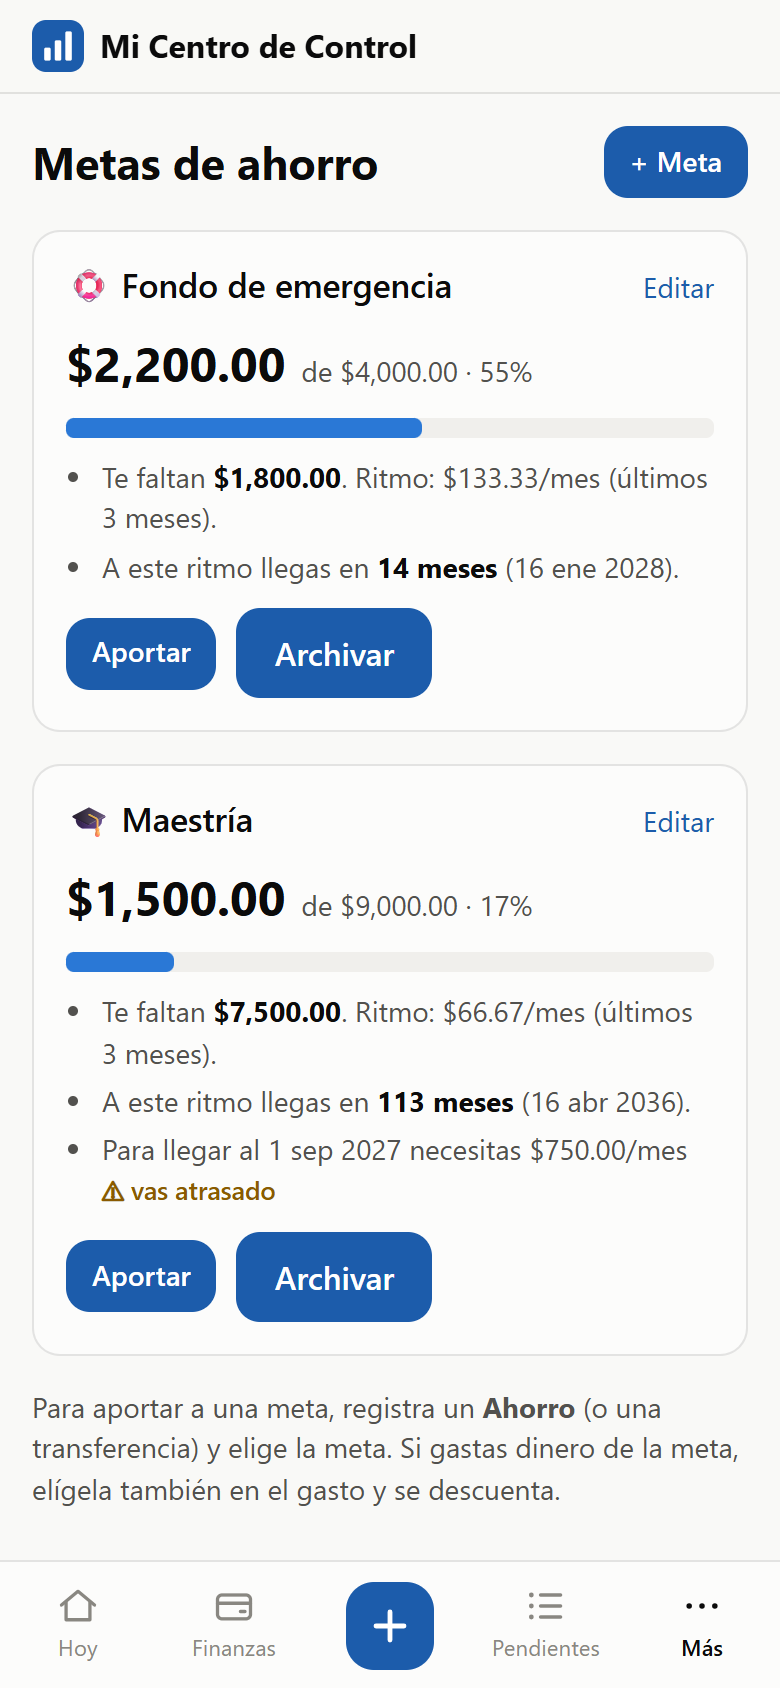 Mi Centro de Control
Metas de ahorro
+ Meta
Fondo de emergencia
Editar
$2,200.00 de $4,000.00 · 55%
• Te faltan $1,800.00. Ritmo: $133.33/mes (últimos
3 meses).
• A este ritmo llegas en 14 meses (16 ene 2028).
Aportar
Archivar
Maestría
Editar
$1,500.00 de $9,000.00 · 17%
• Te faltan $7,500.00. Ritmo: $66.67/mes (últimos
3 meses).
• A este ritmo llegas en 113 meses (16 abr 2036).
• Para llegar al 1 sep 2027 necesitas $750.00/mes
⚠ vas atrasado
Aportar
Archivar
Para aportar a una meta, registra un Ahorro (o una
transferencia) y elige la meta. Si gastas dinero de la meta,
elígela también en el gasto y se descuenta.
Hoy
Finanzas
Pendientes
Más